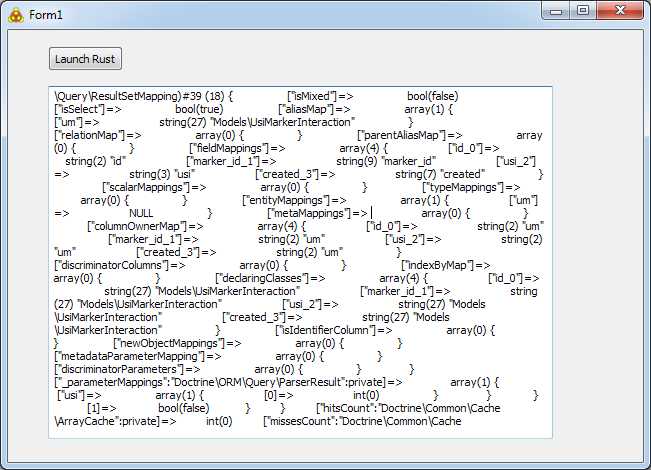 Form1
Launch Rust
\Query\ResultSetMapping)#39 (18) { ["isMixed"]=> bool(false)
["isSelect"]=> bool(true) ["aliasMap"]=> array(1) {
["um"]=> string(27) "Models\UsiMarkerInteraction" }
["relationMap"]=> array(0) { } ["parentAliasMap"]=> array
(0) { } ["fieldMappings"]=> array(4) { ["id_0"]=>
string(2) "id" ["marker_id_1"]=> string(9) "marker_id" ["usi_2"]
=> string(3) "usi" ["created_3"]=> string(7) "created" }
["scalarMappings"]=> array(0) { } ["typeMappings"]=>
array(0) { } ["entityMappings"]=> array(1) { ["um"]
=> NULL } ["metaMappings"]=> array(0) { }
["columnOwnerMap"]=> array(4) { ["id_0"]=> string(2) "um"
["marker_id_1"]=> string(2) "um" ["usi_2"]=> string(2)
"um" ["created_3"]=> string(2) "um" }
["discriminatorColumns"]=> array(0) { } ["indexByMap"]=>
array(0) { } ["declaringClasses"]=> array(4) { ["id_0"]=>
string(27) "Models\UsiMarkerInteraction" ["marker_id_1"]=> string
(27) "Models\UsiMarkerInteraction" ["usi_2"]=> string(27) "Models
\UsiMarkerInteraction" ["created_3"]=> string(27) "Models
\UsiMarkerInteraction" } ["isIdentifierColumn"]=> array(0) {
} ["newObjectMappings"]=> array(0) { }
["metadataParameterMapping"]=> array(0) { }
["discriminatorParameters"]=> array(0) { } }
["_parameterMappings":"Doctrine\ORM\Query\ParserResult":private]=> array(1) {
["usi"]=> array(1) { [0]=> int(0) } } }
[1]=> bool(false) } } ["hitsCount":"Doctrine\Common\Cache
\ArrayCache":private]=> int(0) ["missesCount":"Doctrine\Common\Cache